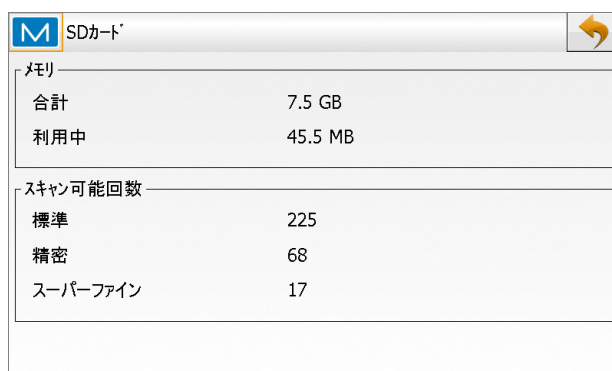 M SDｶｰﾄﾞ
ﾒﾓﾘ
合計 7.5 GB
利用中 45.5 MB
ｽｷｬﾝ可能回数
標準 225
精密 68
スーパーファイン 17